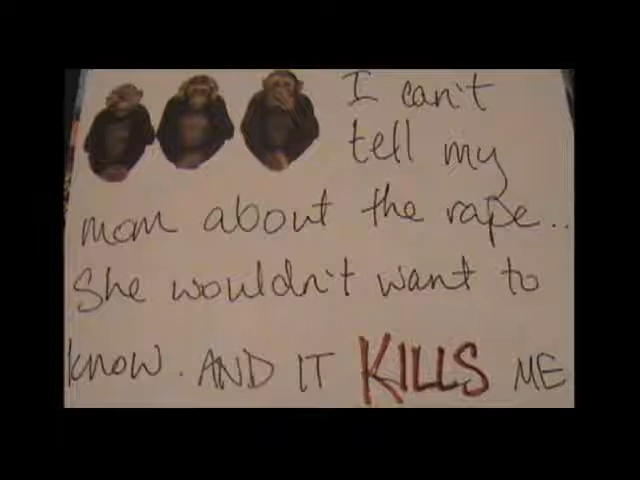 I can't
tell my
mom about the rape..
She wouldn't want to
know. AND IT KILLS ME